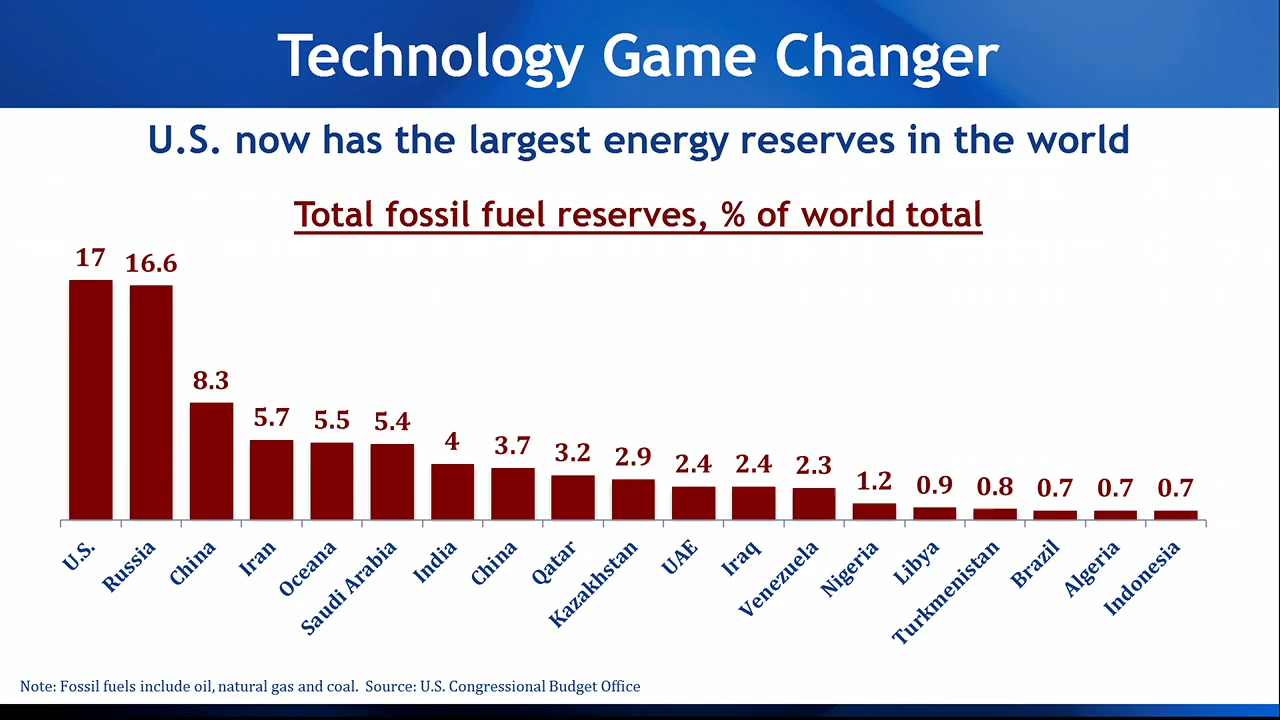 Technology Game Changer
U.S. now has the largest energy reserves in the world
Total fossil fuel reserves, % of world total
17
16.6
8.3
5.7
5.5
5.4
4
3.7
3.2
2.9
2.4
2.4
2.3
1.2
0.9
0.8
0.7
0.7
0.7
U.S.
Russia
China
Iran
Oceana
Saudi Arabia
India
China
Qatar
Kazakhstan
UAE
Iraq
Venezuela
Nigeria
Libya
Turkmenistan
Brazil
Algeria
Indonesia
Note: Fossil fuels include oil, natural gas and coal.  Source: U.S. Congressional Budget Office